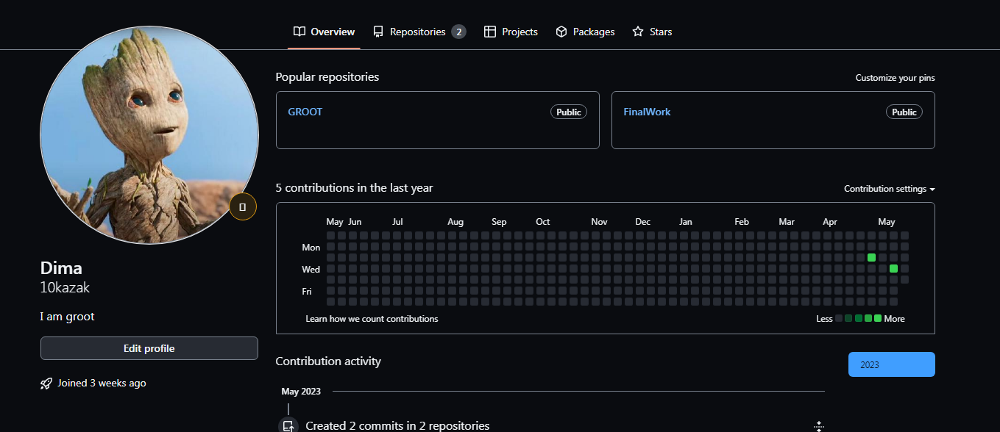 Overview Repositories 2 Projects Packages Stars
Popular repositories Customize your pins
GROOT Public FinalWork Public
5 contributions in the last year Contribution settings
May Jun Jul Aug Sep Oct Nov Dec Jan Feb Mar Apr May
Mon
Wed
Fri
Learn how we count contributions Less More
Dima
10kazak
I am groot
Edit profile
Joined 3 weeks ago
Contribution activity 2023
May 2023
Created 2 commits in 2 repositories